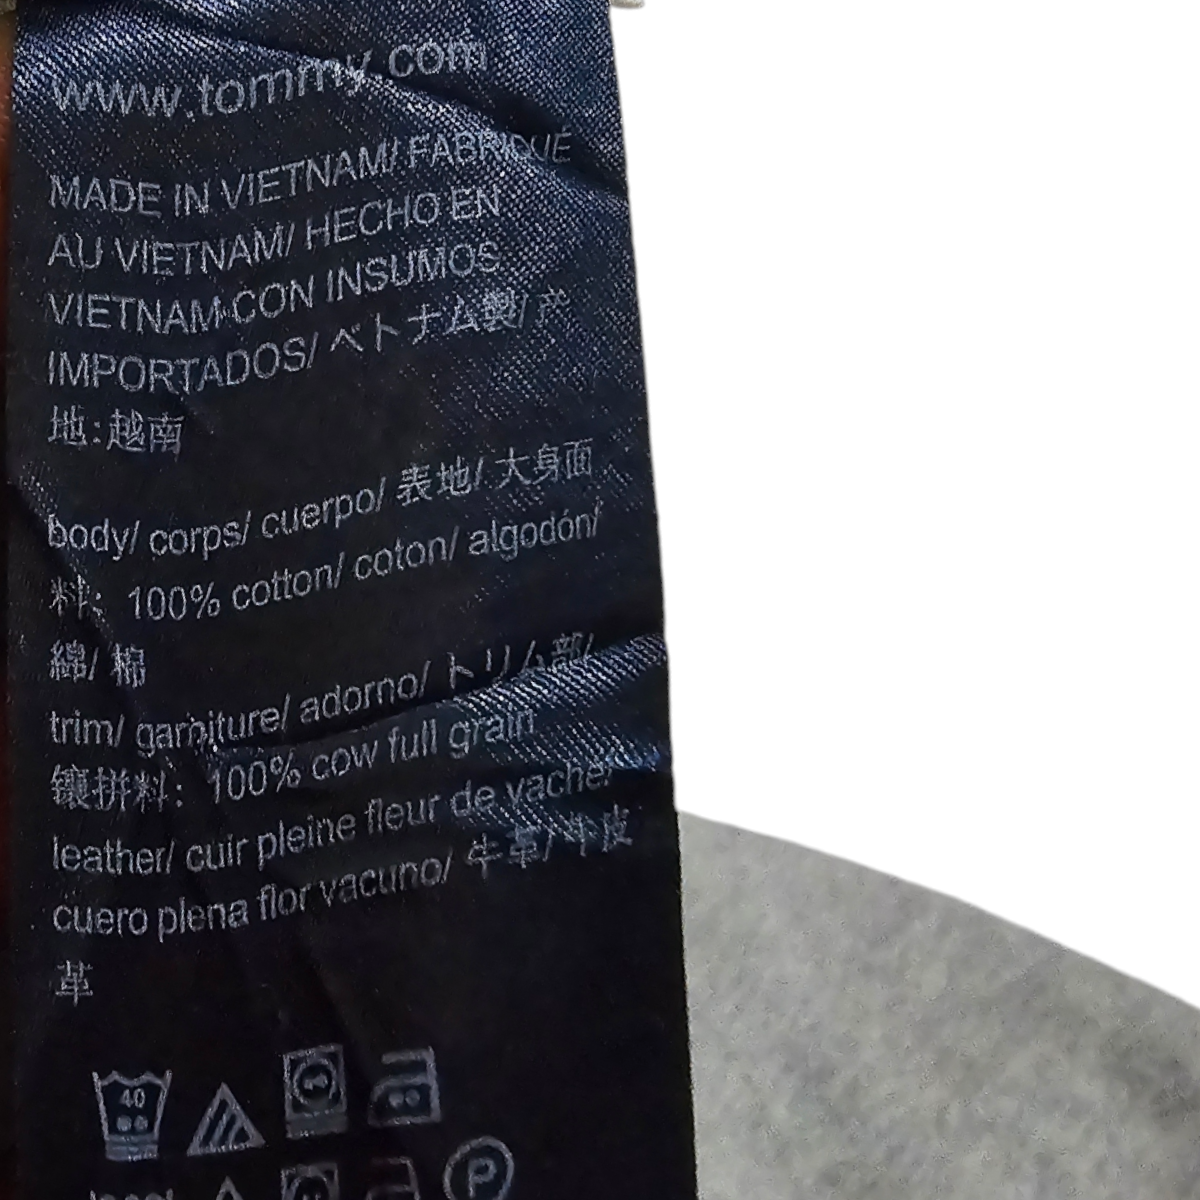 www.tommy.com
MADE IN VIETNAM/ FABRIQUÉ
AU VIETNAM/ HECHO EN
VIETNAM CON INSUMOS
IMPORTADOS/ ベトナム製/ 产
地:越南
body/ corps/ cuerpo/ 表地/ 大身面
料: 100% cotton/ coton/ algodón/
綿/ 棉
trim/ garniture/ adorno/ トリム部/
镶拼料: 100% cow full grain
leather/ cuir pleine fleur de vache/
cuero plena flor vacuno/ 牛革/ 牛皮
革
40
P